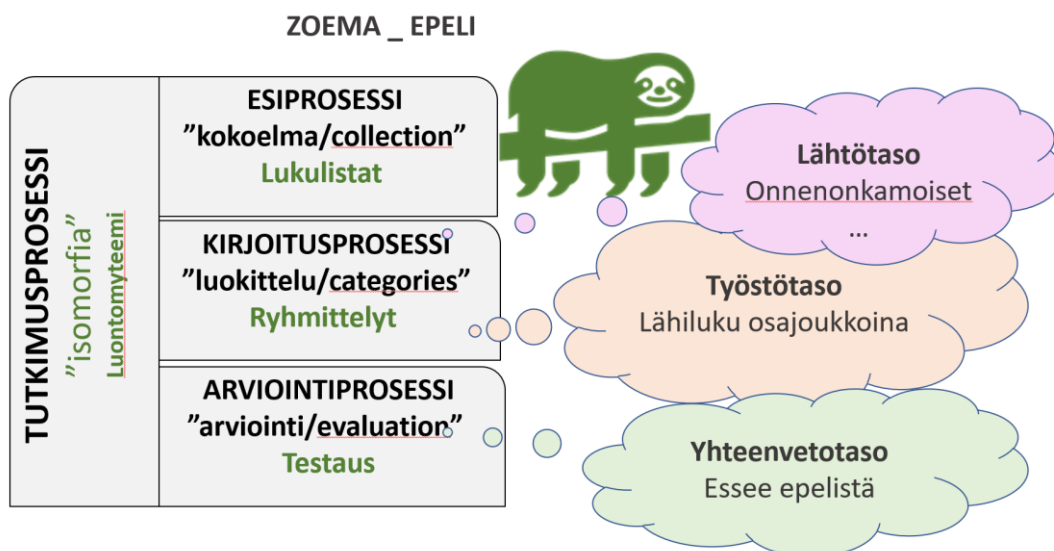 ZOEMA _ EPELI
TUTKIMUSPROSESSI
”isomorfia”
Luontomyteemi
ESIPROSESSI
”kokoelma/collection”
Lukulistat
KIRJOITUSPROSESSI
”luokittelu/categories”
Ryhmittelyt
ARVIOINTIPROSESSI
”arviointi/evaluation”
Testaus
Lähtötaso
Onnenonkamoiset
...
Työstötaso
Lähiluku osajoukkoina
Yhteenvetotaso
Essee epelistä